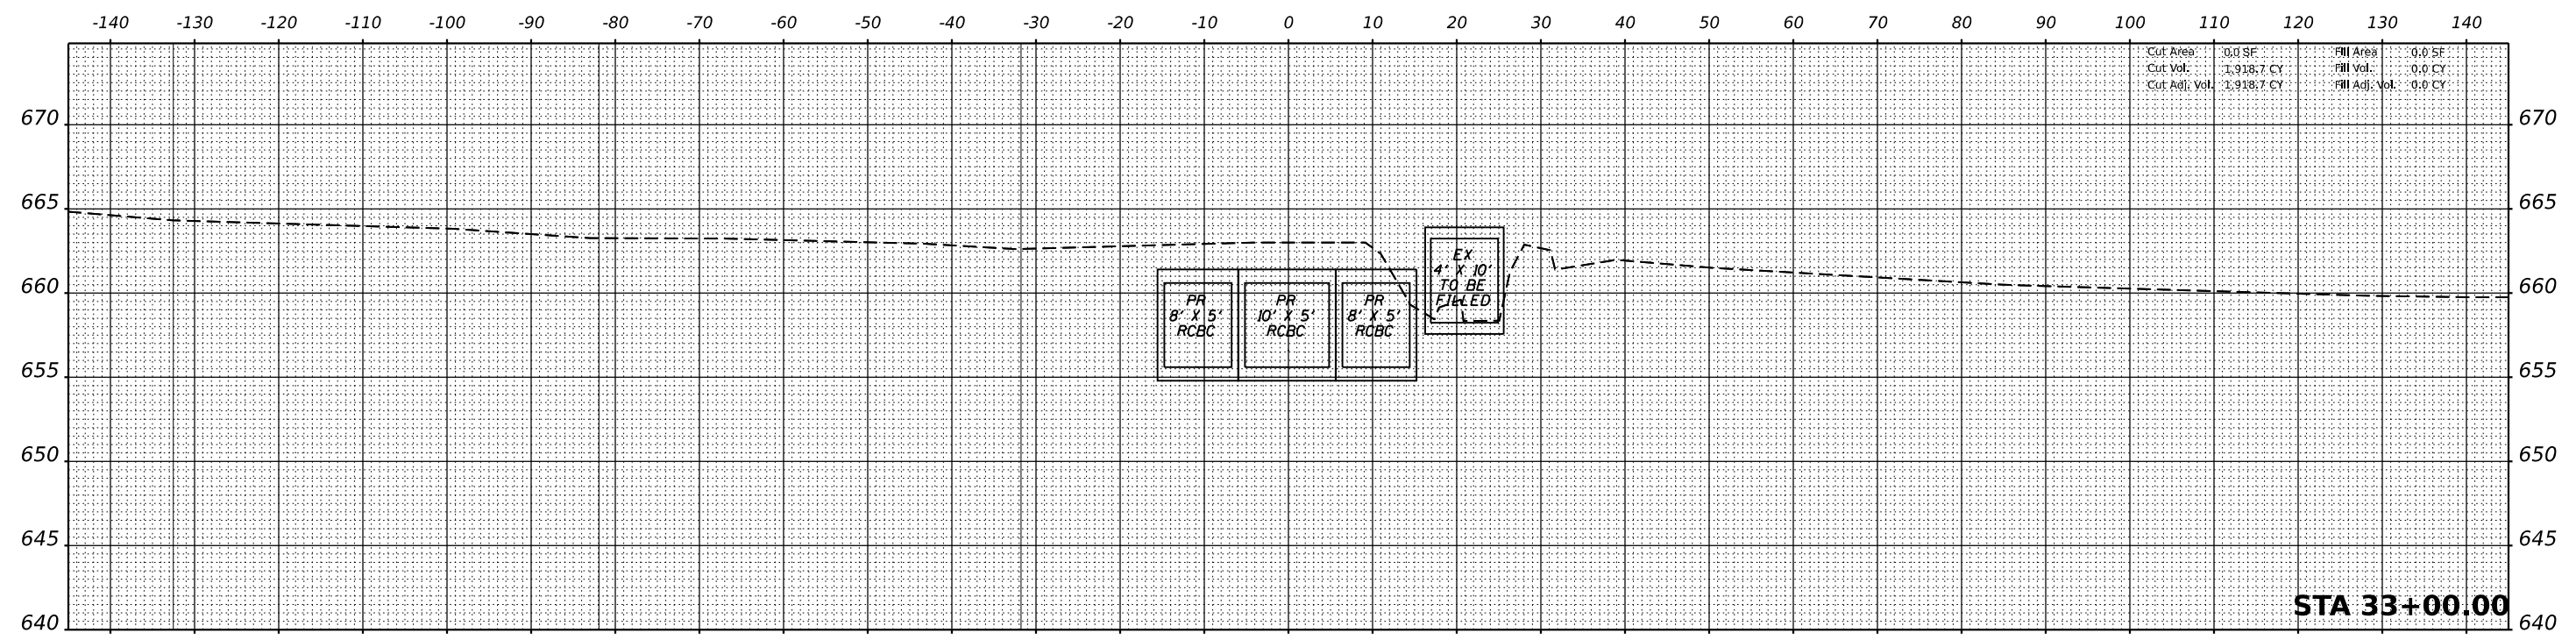 -140 -130 -120 -110 -100 -90 -80 -70 -60 -50 -40 -30 -20 -10 0 10 20 30 40 50 60 70 80 90 100 110 120 130 140
Cut Area 0.0 SF Fill Area 0.0 SF
Cut Vol. 1,918.7 CY Fill Vol. 0.0 CY
Cut Adj. Vol. 1,918.7 CY Fill Adj. Vol. 0.0 CY
670 670
665 665
EX
4' X 10'
TO BE
FILLED
660 660
PR
8' X 5'
RCBC
PR
10' X 5'
RCBC
PR
8' X 5'
RCBC
655 655
650 650
645 645
STA 33+00.00
640 640